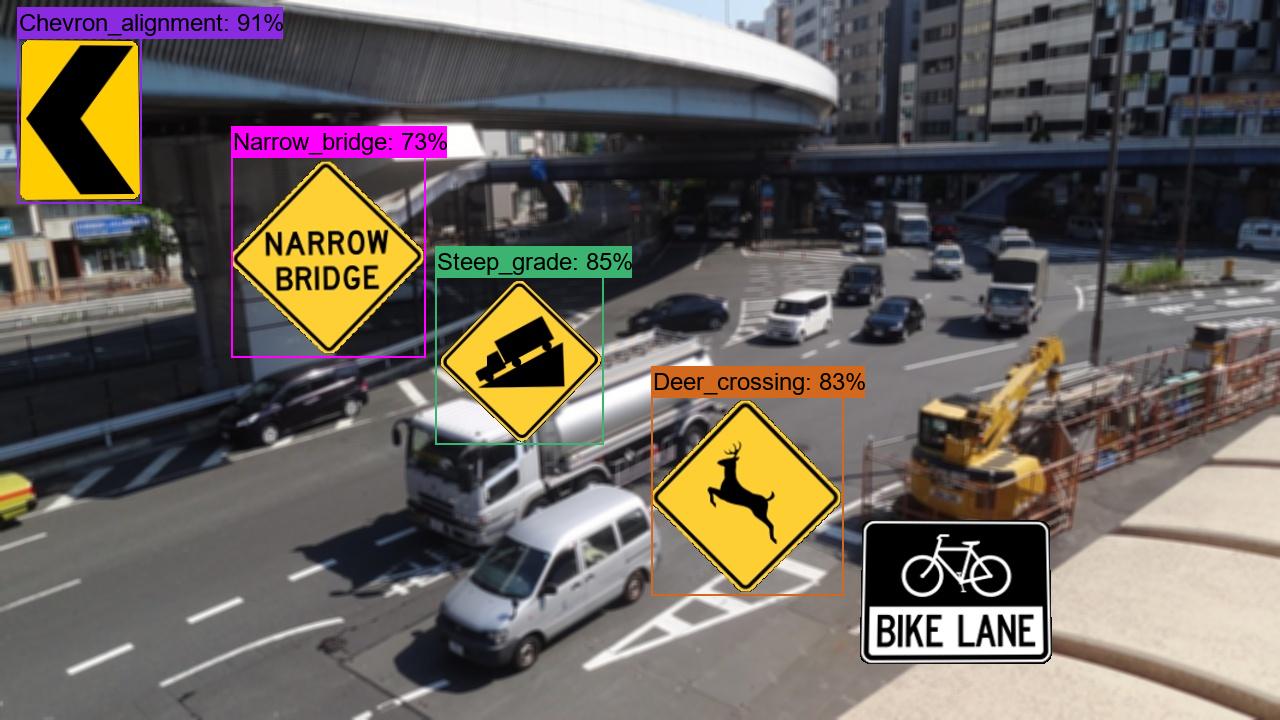 Chevron_alignment: 91%
Narrow_bridge: 73%
NARROW
BRIDGE
Steep_grade: 85%
Deer_crossing: 83%
BIKE LANE